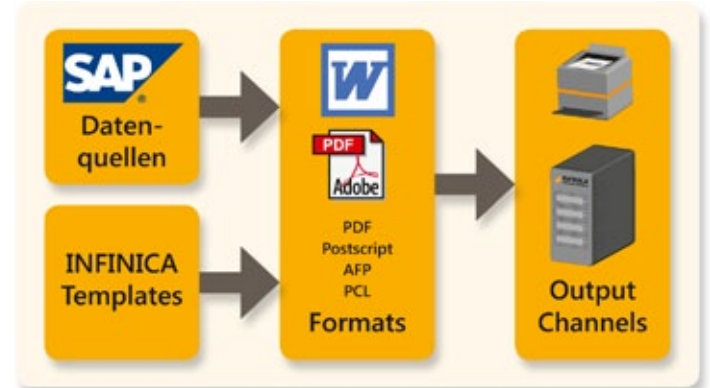 SAP
Daten-
quellen
INFINICA
Templates
W
PDF
Adobe
PDF
Postscript
AFP
PCL
Formats
Output
Channels